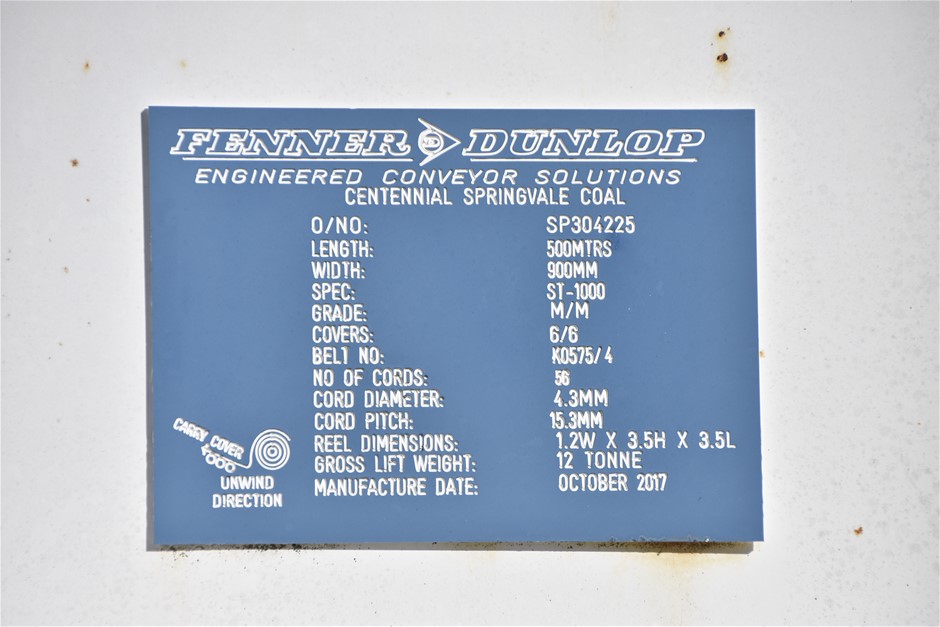 FENNER DUNLOP
ENGINEERED CONVEYOR SOLUTIONS
CENTENNIAL SPRINGVALE COAL
O/NO: SP304225
LENGTH: 500MTRS
WIDTH: 900MM
SPEC: ST-1000
GRADE: M/M
COVERS: 6/6
BELT NO: K0575/4
NO OF CORDS: 56
CORD DIAMETER: 4.3MM
CORD PITCH: 15.3MM
REEL DIMENSIONS: 1.2W X 3.5H X 3.5L
GROSS LIFT WEIGHT: 12 TONNE
MANUFACTURE DATE: OCTOBER 2017
CARRY COVER
UNWIND
DIRECTION